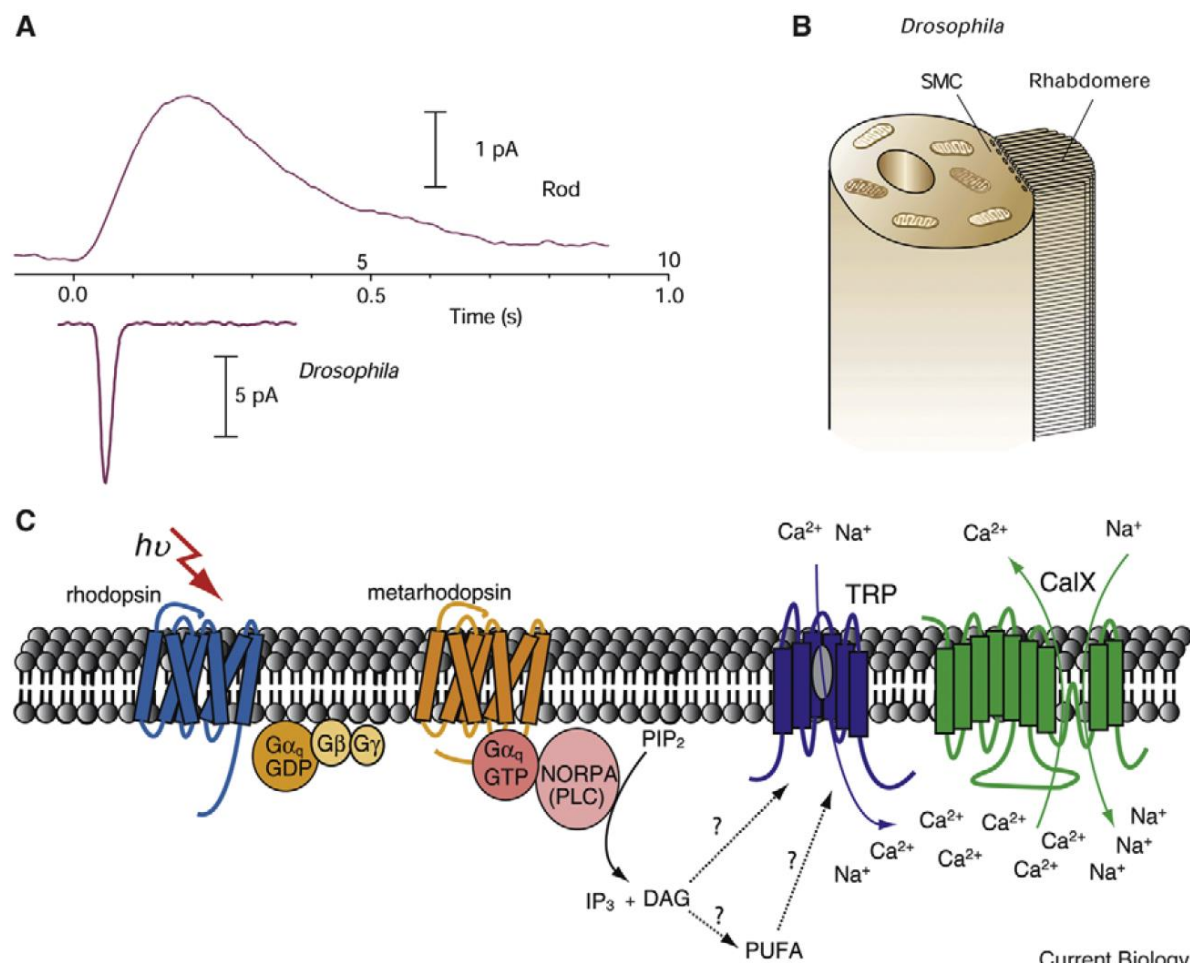 A
1 pA
Rod
5
10
0.0
0.5
1.0
Time (s)
Drosophila
5 pA
B
Drosophila
SMC
Rhabdomere
C
hυ
rhodopsin
metarhodopsin
Ca²⁺ Na⁺
TRP
Ca²⁺
Na⁺
CalX
Gαq
GDP
Gβ
Gγ
Gαq
GTP
NORPA
(PLC)
PIP₂
?
?
?
IP₃ + DAG
PUFA
Na⁺
Ca²⁺
Ca²⁺
Ca²⁺
Ca²⁺
Ca²⁺
Ca²⁺
Na⁺
Na⁺
Na⁺
Current Biology